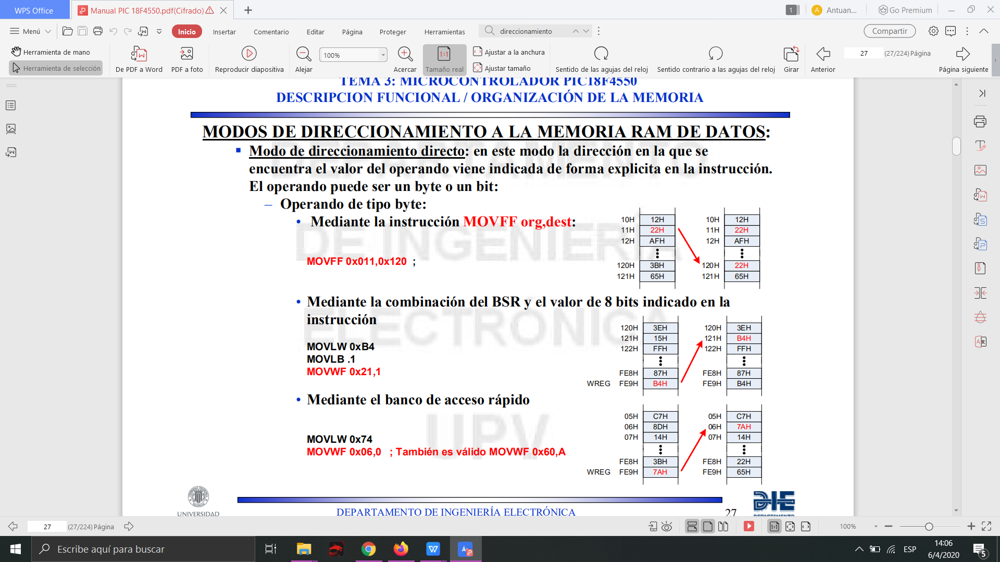 WPS Office
Manual PIC 18F4550.pdf(Cifrado)
1
A
Antuan...
Go Premium
Menú
Inicio
Insertar
Comentario
Editar
Página
Proteger
Herramientas
direccionamiento
Compartir
Herramienta de mano
Herramienta de selección
De PDF a Word
PDF a foto
Reproducir diapositiva
Alejar
100%
Acercar
1:1
Tamaño real
Ajustar a la anchura
Ajustar tamaño
Sentido de las agujas del reloj
Sentido contrario a las agujas del reloj
Girar
Anterior
27
(27/224) Página
Página siguiente
TEMA 3: MICROCONTROLADOR PIC18F4550
DESCRIPCION FUNCIONAL / ORGANIZACIÓN DE LA MEMORIA
MODOS DE DIRECCIONAMIENTO A LA MEMORIA RAM DE DATOS:
Modo de direccionamiento directo: en este modo la dirección en la que se
encuentra el valor del operando viene indicada de forma explicita en la instrucción.
El operando puede ser un byte o un bit:
– Operando de tipo byte:
• Mediante la instrucción MOVFF org,dest:
MOVFF 0x011,0x120 ;
10H 12H 10H 12H
11H 22H 11H 22H
12H AFH 12H AFH
120H 3BH 120H 22H
121H 65H 121H 65H
• Mediante la combinación del BSR y el valor de 8 bits indicado en la
instrucción
MOVLW 0xB4
MOVLB .1
MOVWF 0x21,1
120H 3EH 120H 3EH
121H 15H 121H B4H
122H FFH 122H FFH
FE8H 87H FE8H 87H
WREG FE9H B4H FE9H B4H
• Mediante el banco de acceso rápido
MOVLW 0x74
MOVWF 0x06,0 ; También es válido MOVWF 0x60,A
05H C7H 05H C7H
06H 8DH 06H 7AH
07H 14H 07H 14H
FE8H 3BH FE8H 22H
WREG FE9H 7AH FE9H 65H
DEPARTAMENTO
DE INGENIERÍA
ELECTRÓNICA
UPV
UNIVERSIDAD
DEPARTAMENTO DE INGENIERÍA ELECTRÓNICA
27
DIE
DEPARTAMENTO
27
(27/224) Página
1:1
100%
Escribe aquí para buscar
ESP
14:06
6/4/2020
5